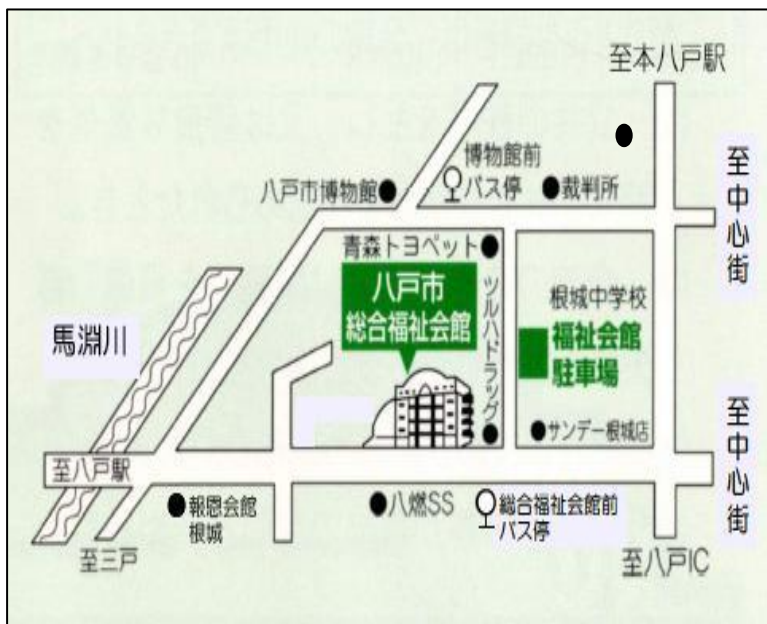 至本八戸駅
博物館前
バス停
八戸市博物館
裁判所
至中心街
青森トヨペット
八戸市
総合福祉会館
ツルハドラッグ
根城中学校
福祉会館
駐車場
馬淵川
サンデー根城店
至中心街
至八戸駅
報恩会館
根城
八燃SS
総合福祉会館前
バス停
至三戸
至八戸IC